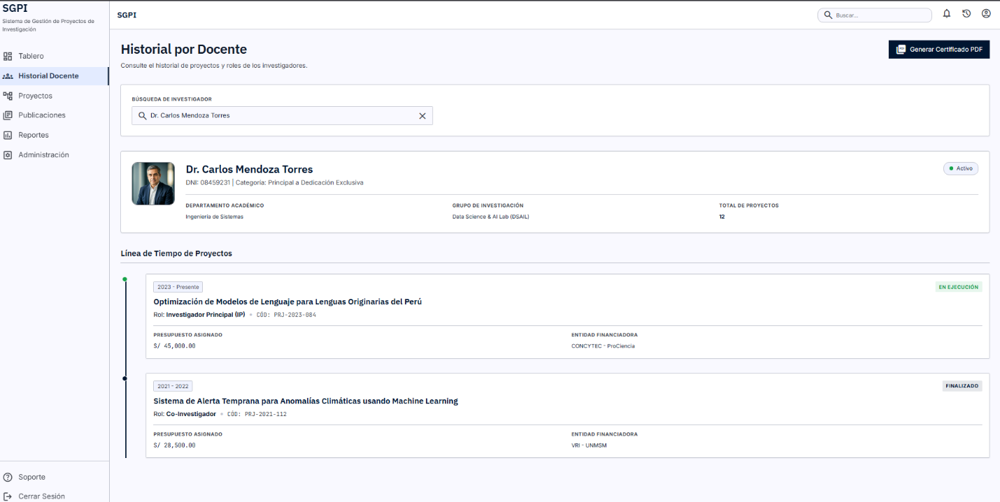 SGPI
Sistema de Gestión de Proyectos de
Investigación
Tablero
Historial Docente
Proyectos
Publicaciones
Reportes
Administración
Soporte
Cerrar Sesión
SGPI
Buscar...
Historial por Docente
Consulte el historial de proyectos y roles de los investigadores.
Generar Certificado PDF
BÚSQUEDA DE INVESTIGADOR
Dr. Carlos Mendoza Torres
Dr. Carlos Mendoza Torres
Activo
DNI: 08459231 | Categoría: Principal a Dedicación Exclusiva
DEPARTAMENTO ACADÉMICO
Ingeniería de Sistemas
GRUPO DE INVESTIGACIÓN
Data Science & AI Lab (DSAIL)
TOTAL DE PROYECTOS
12
Línea de Tiempo de Proyectos
2023 - Presente
EN EJECUCIÓN
Optimización de Modelos de Lenguaje para Lenguas Originarias del Perú
Rol: Investigador Principal (IP) • CÓD: PRJ-2023-084
PRESUPUESTO ASIGNADO
S/ 45,000.00
ENTIDAD FINANCIADORA
CONCYTEC - ProCiencia
2021 - 2022
FINALIZADO
Sistema de Alerta Temprana para Anomalías Climáticas usando Machine Learning
Rol: Co-Investigador • CÓD: PRJ-2021-112
PRESUPUESTO ASIGNADO
S/ 28,500.00
ENTIDAD FINANCIADORA
VRI - UNMSM